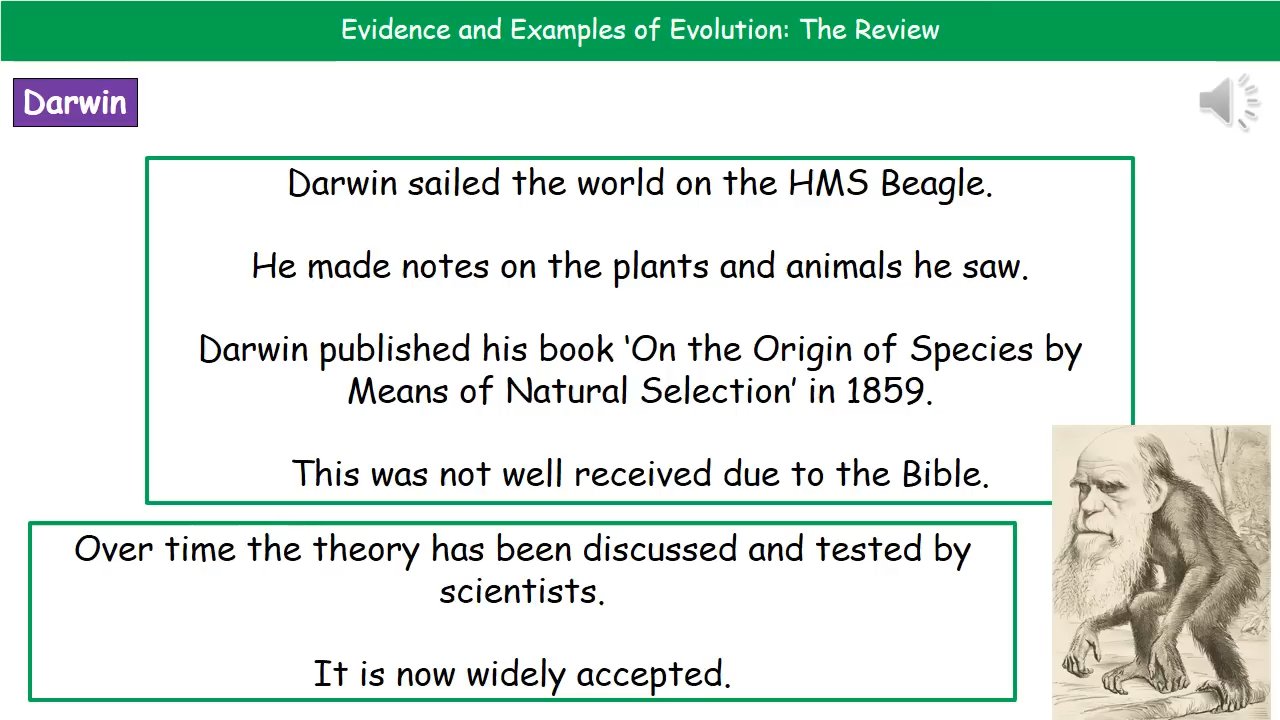 Evidence and Examples of Evolution: The Review
Darwin
Darwin sailed the world on the HMS Beagle.
He made notes on the plants and animals he saw.
Darwin published his book ‘On the Origin of Species by
Means of Natural Selection’ in 1859.
This was not well received due to the Bible.
Over time the theory has been discussed and tested by
scientists.
It is now widely accepted.